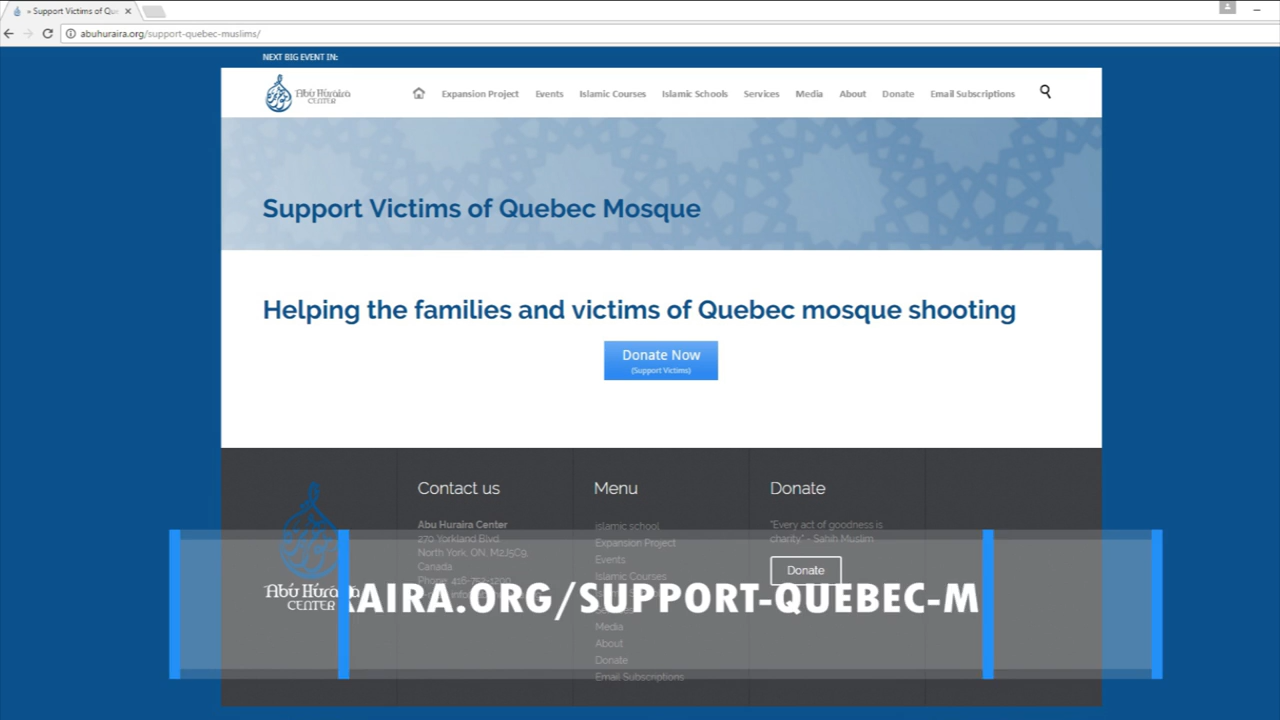 » Support Victims of Qu
abuhuraira.org/support-quebec-muslims/
NEXT BIG EVENT IN:
Abu Huraira
CENTER
Expansion Project Events Islamic Courses Islamic Schools Services Media About Donate Email Subscriptions
Support Victims of Quebec Mosque
Helping the families and victims of Quebec mosque shooting
Donate Now
(Support Victims)
Contact us
Abu Huraira Center
270 Yorkland Blvd,
North York, ON, M2J5C9,
Canada
Phone: 416-752-1200
Menu
islamic school
Expansion Project
Events
Islamic Courses
Media
About
Donate
Email Subscriptions
Donate
"Every act of goodness is
charity." - Sahih Muslim
Donate
Abu Huraira
CENTER
RAIRA.ORG/SUPPORT-QUEBEC-M